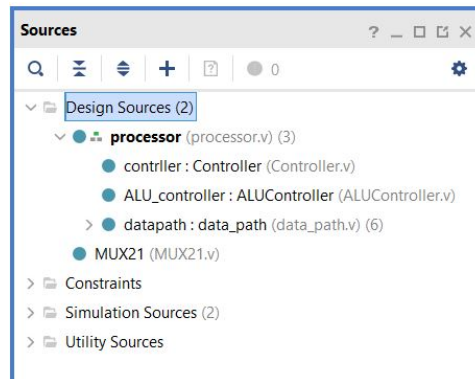 Sources
? _ □ X
0
Design Sources (2)
processor (processor.v) (3)
contrller : Controller (Controller.v)
ALU_controller : ALUController (ALUController.v)
datapath : data_path (data_path.v) (6)
MUX21 (MUX21.v)
Constraints
Simulation Sources (2)
Utility Sources